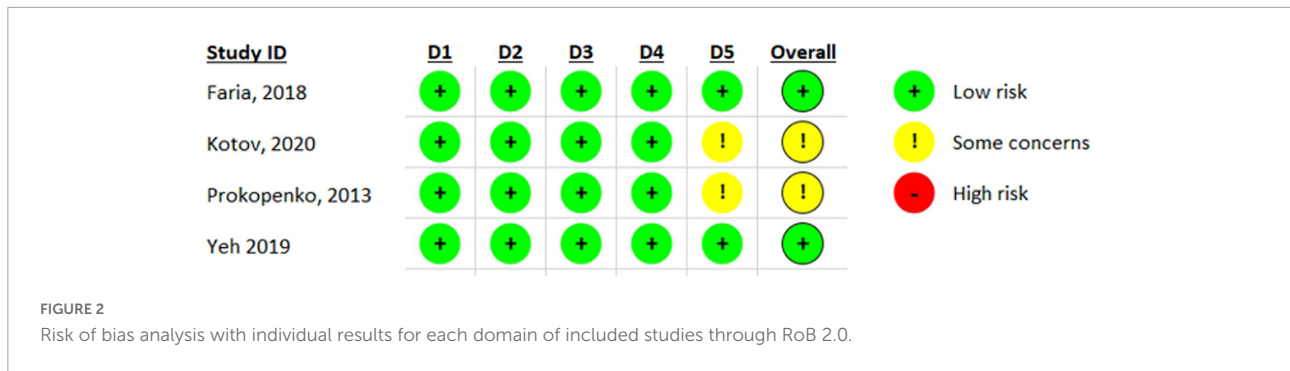 Study ID D1 D2 D3 D4 D5 Overall
Faria, 2018 + + + + + + + Low risk
Kotov, 2020 + + + + ! ! ! Some concerns
Prokopenko, 2013 + + + + ! ! - High risk
Yeh 2019 + + + + + +
FIGURE 2
Risk of bias analysis with individual results for each domain of included studies through RoB 2.0.